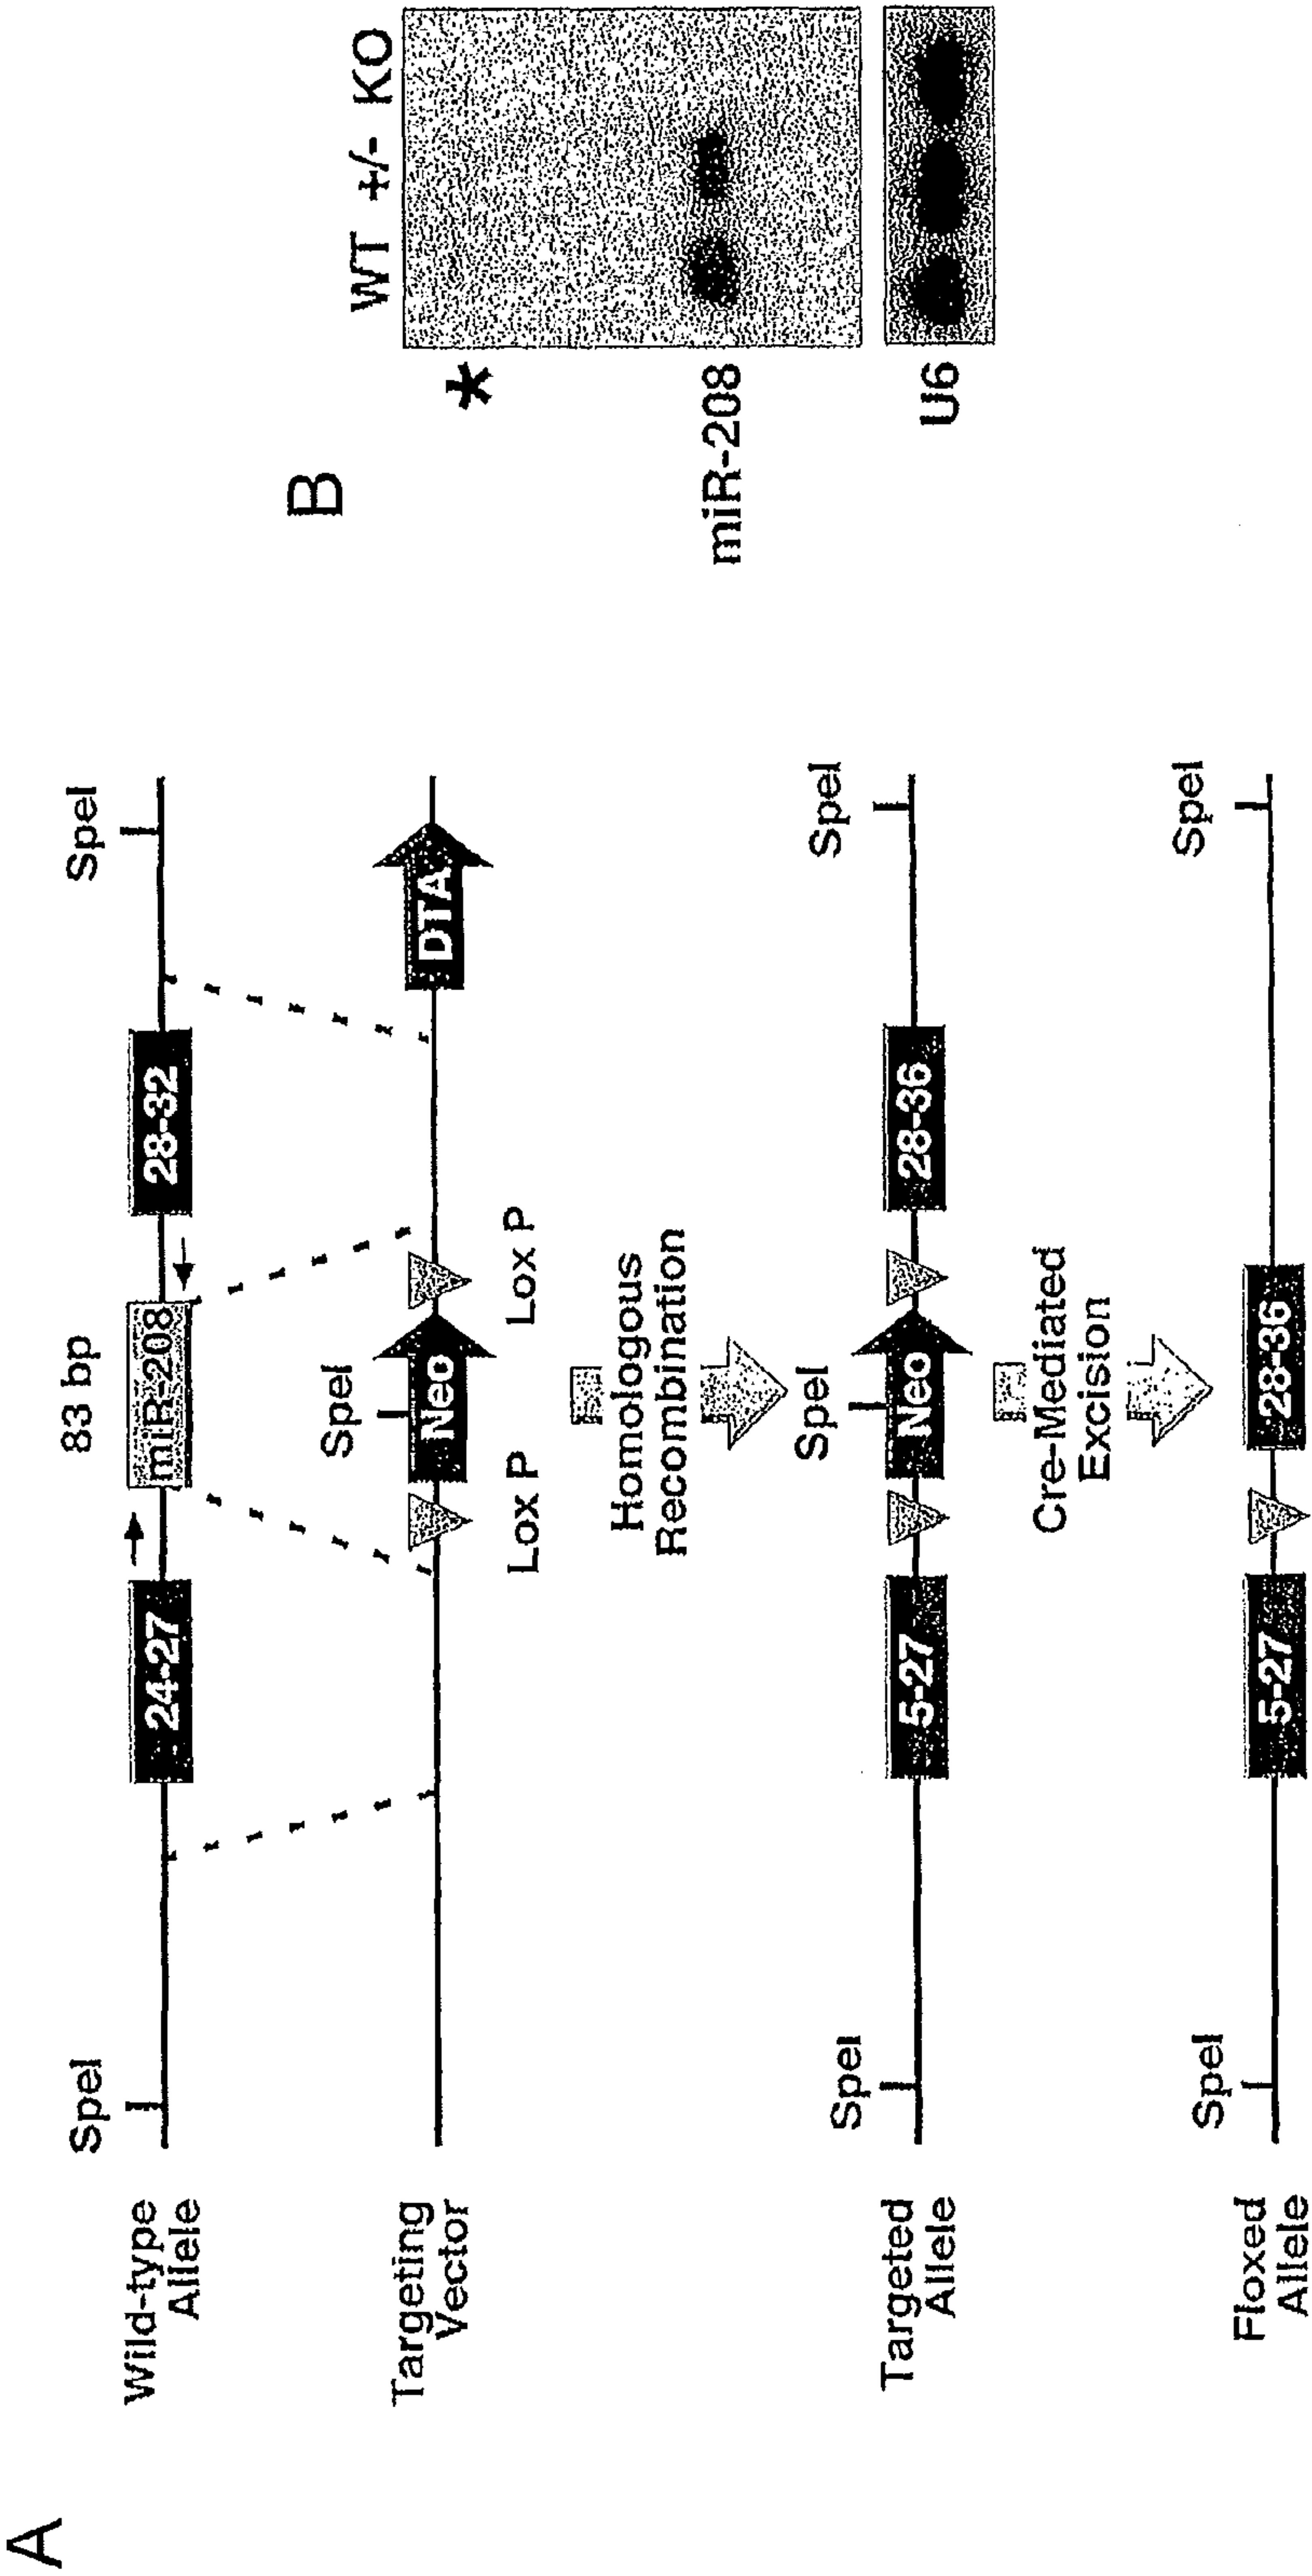 A
83 bp
SpeI
SpeI
Wild-type
Allele
24-27
miR-208
28-32
SpeI
Targeting
Vector
Neo
DTA
Lox P
Lox P
Homologous
Recombination
SpeI
SpeI
SpeI
Targeted
Allele
5-27
Neo
28-36
Cre-Mediated
Excision
SpeI
SpeI
Floxed
Allele
5-27
28-36
B
WT +/- KO
*
miR-208
U6